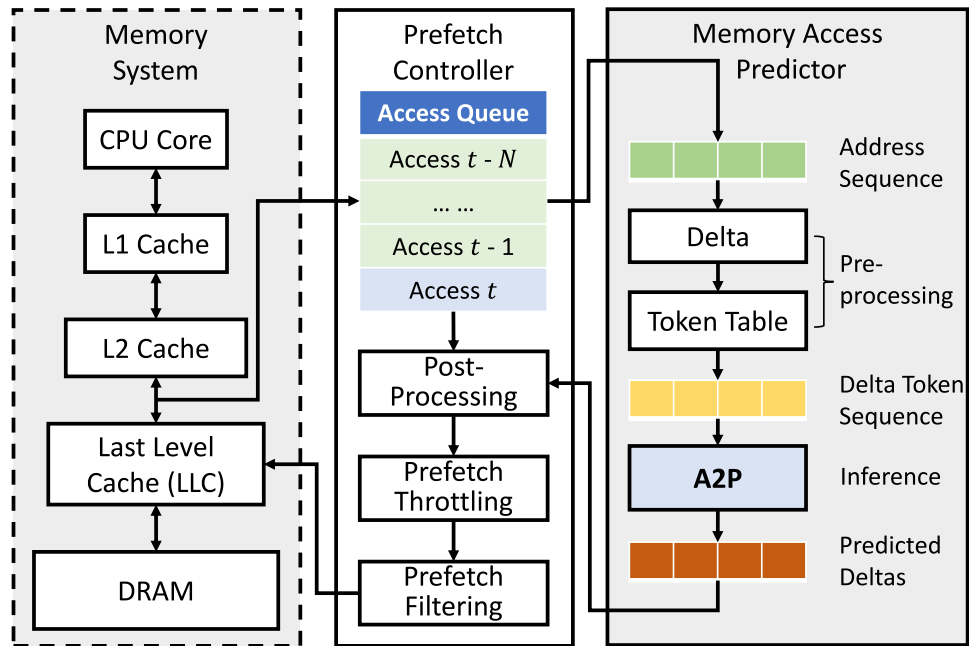 Memory
System
CPU Core
L1 Cache
L2 Cache
Last Level
Cache (LLC)
DRAM
Prefetch
Controller
Access Queue
Access t - N
... ...
Access t - 1
Access t
Post-
Processing
Prefetch
Throttling
Prefetch
Filtering
Memory Access
Predictor
Address
Sequence
Delta
Token Table
Pre-
processing
Delta Token
Sequence
A2P
Inference
Predicted
Deltas